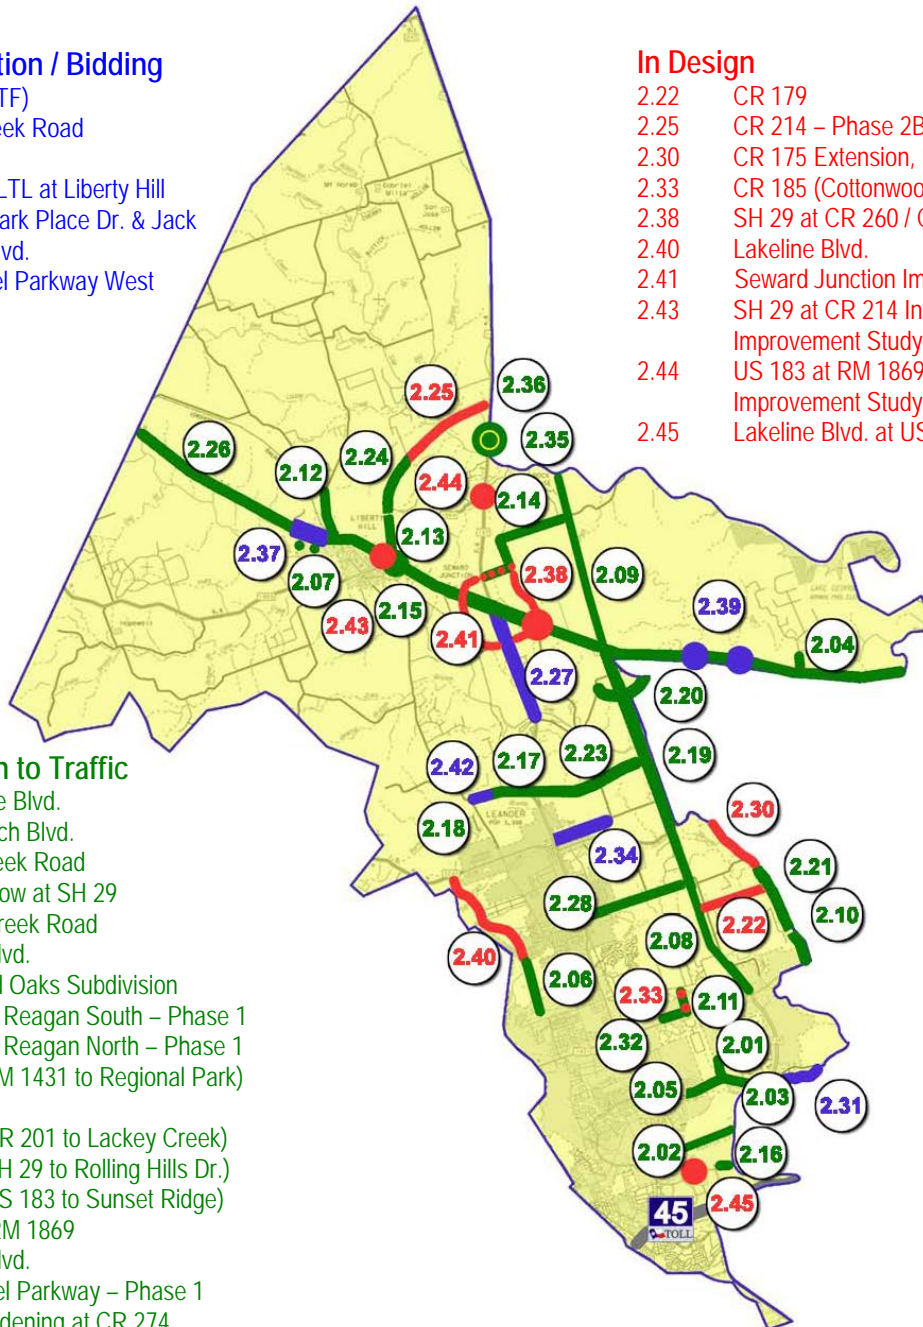 tion / Bidding
TF)
ek Road
LTL at Liberty Hill
ark Place Dr. & Jack
vd.
el Parkway West
In Design
2.22 CR 179
2.25 CR 214 – Phase 2B
2.30 CR 175 Extension,
2.33 CR 185 (Cottonwoo
2.38 SH 29 at CR 260 / C
2.40 Lakeline Blvd.
2.41 Seward Junction Im
2.43 SH 29 at CR 214 In
Improvement Study
2.44 US 183 at RM 1869
Improvement Study
2.45 Lakeline Blvd. at US
2.25
2.36
2.26
2.12
2.24
2.35
2.44
2.14
LIBERTY
HILL
2.13
2.37
2.07
2.43
2.15
SEWARD
JUNCTION
2.38
2.09
2.41
2.39
2.04
2.27
2.20
2.42
2.17
2.23
2.19
2.18
LEANDER
2.34
2.30
2.21
2.28
2.22
2.10
2.08
2.40
2.06
2.33
2.11
2.32
2.01
2.05
2.03
2.31
2.02
2.16
2.45
45
TOLL
n to Traffic
e Blvd.
ch Blvd.
eek Road
ow at SH 29
reek Road
lvd.
l Oaks Subdivision
Reagan South – Phase 1
Reagan North – Phase 1
M 1431 to Regional Park)
R 201 to Lackey Creek)
H 29 to Rolling Hills Dr.)
S 183 to Sunset Ridge)
RM 1869
lvd.
el Parkway – Phase 1
dening at CR 274